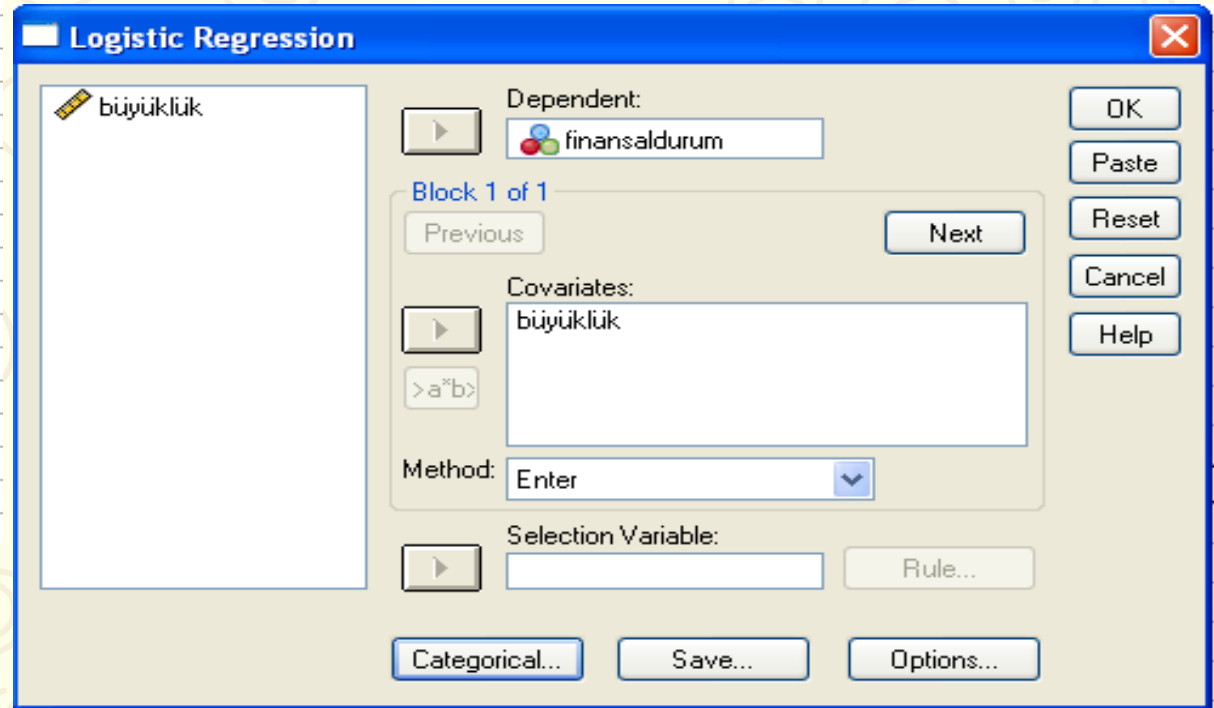 Logistic Regression
büyüklük
Dependent:
finansaldurum
Block 1 of 1
Previous
Next
Covariates:
büyüklük
>a*b>
Method:
Enter
Selection Variable:
Rule...
Categorical...
Save...
Options...
OK
Paste
Reset
Cancel
Help